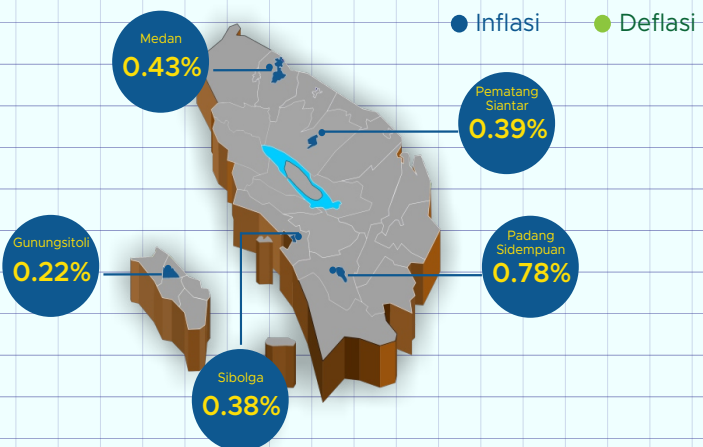 Inflasi
Deflasi
Medan
0.43%
Pematang
Siantar
0.39%
Gunungsitoli
0.22%
Padang
Sidempuan
0.78%
Sibolga
0.38%